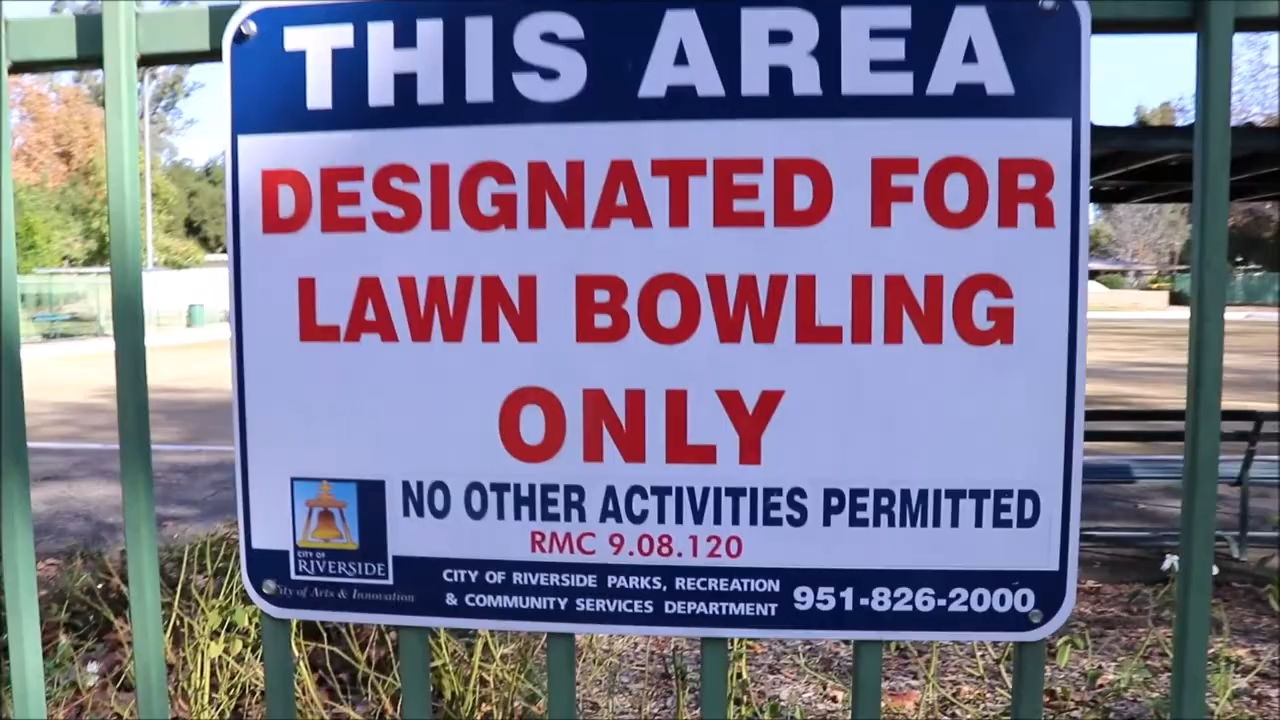 THIS AREA
DESIGNATED FOR
LAWN BOWLING
ONLY
NO OTHER ACTIVITIES PERMITTED
RMC 9.08.120
CITY OF
RIVERSIDE
City of Arts & Innovation
CITY OF RIVERSIDE PARKS, RECREATION
& COMMUNITY SERVICES DEPARTMENT
951-826-2000